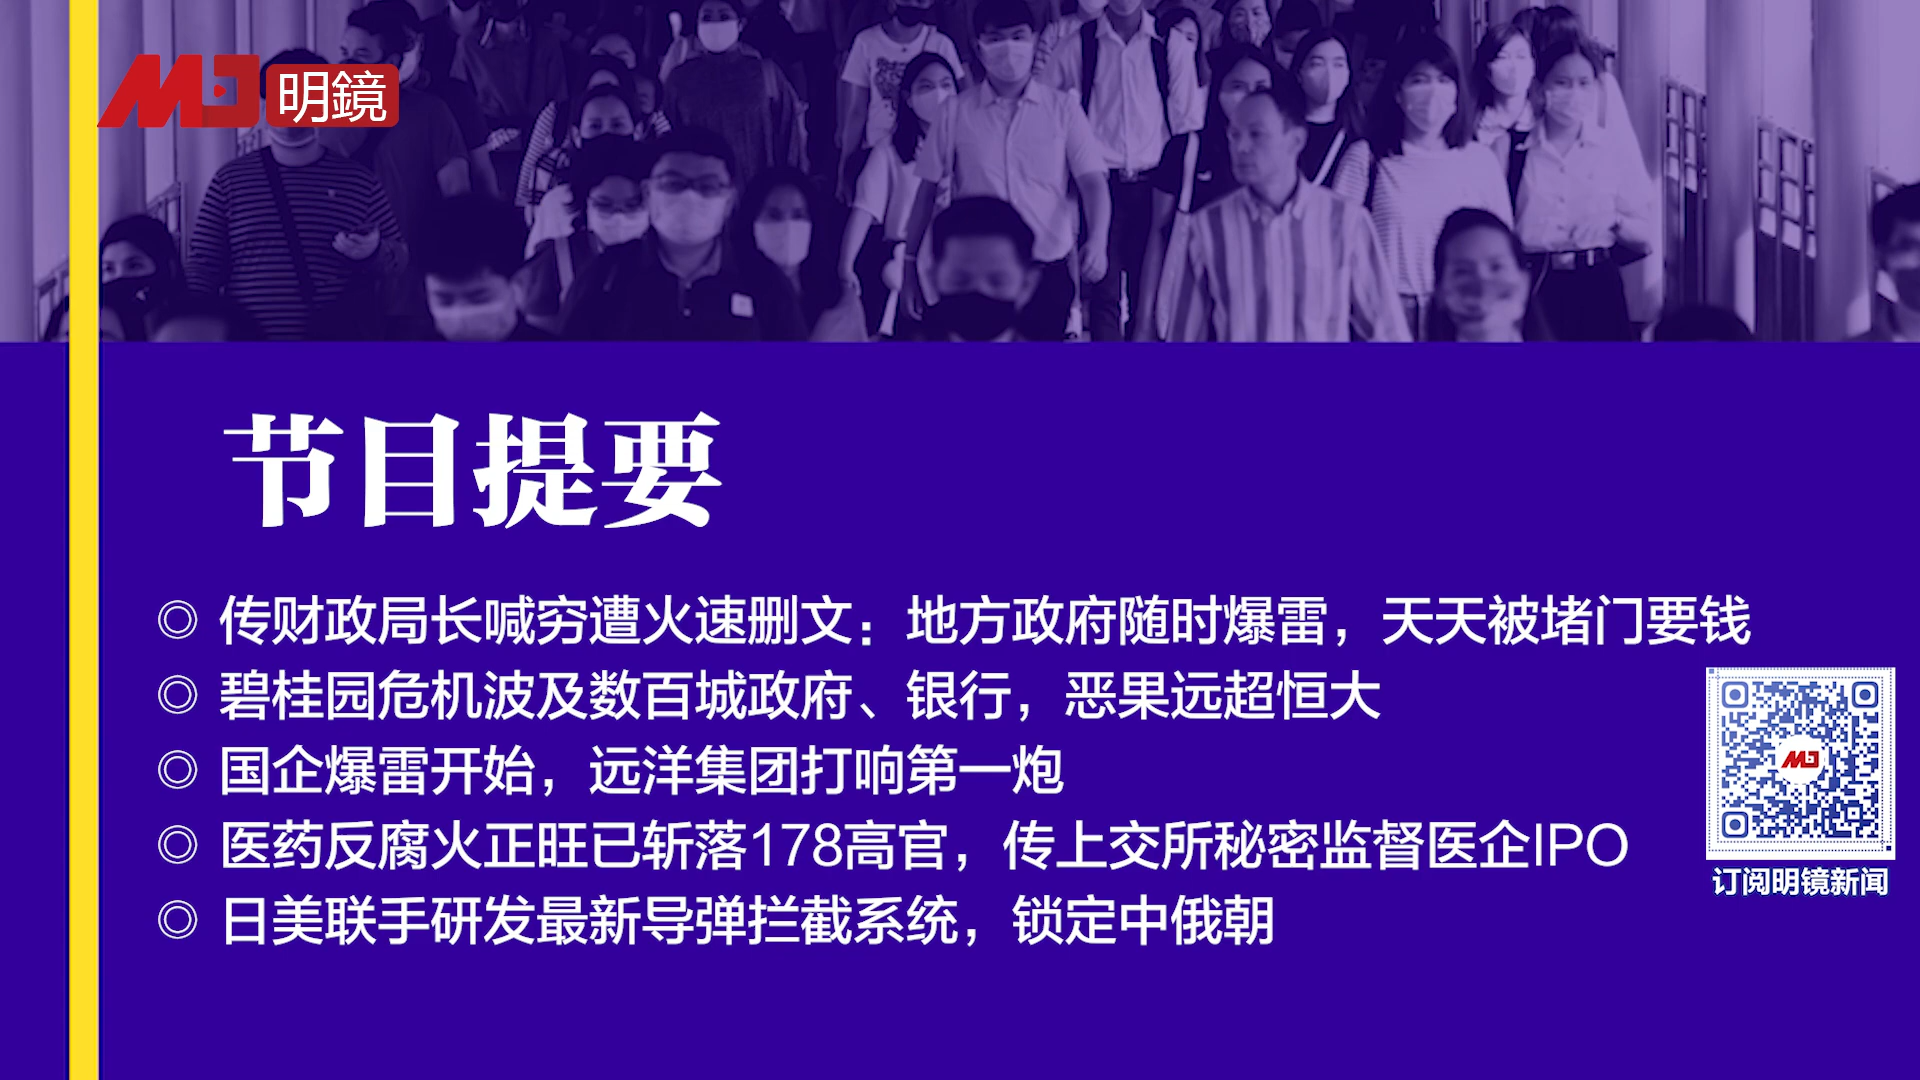 明鏡
节目提要
◎ 传财政局长喊穷遭火速删文：地方政府随时爆雷，天天被堵门要钱
◎ 碧桂园危机波及数百城政府、银行，恶果远超恒大
◎ 国企爆雷开始，远洋集团打响第一炮
◎ 医药反腐火正旺已斩落178高官，传上交所秘密监督医企IPO
◎ 日美联手研发最新导弹拦截系统，锁定中俄朝
订阅明镜新闻